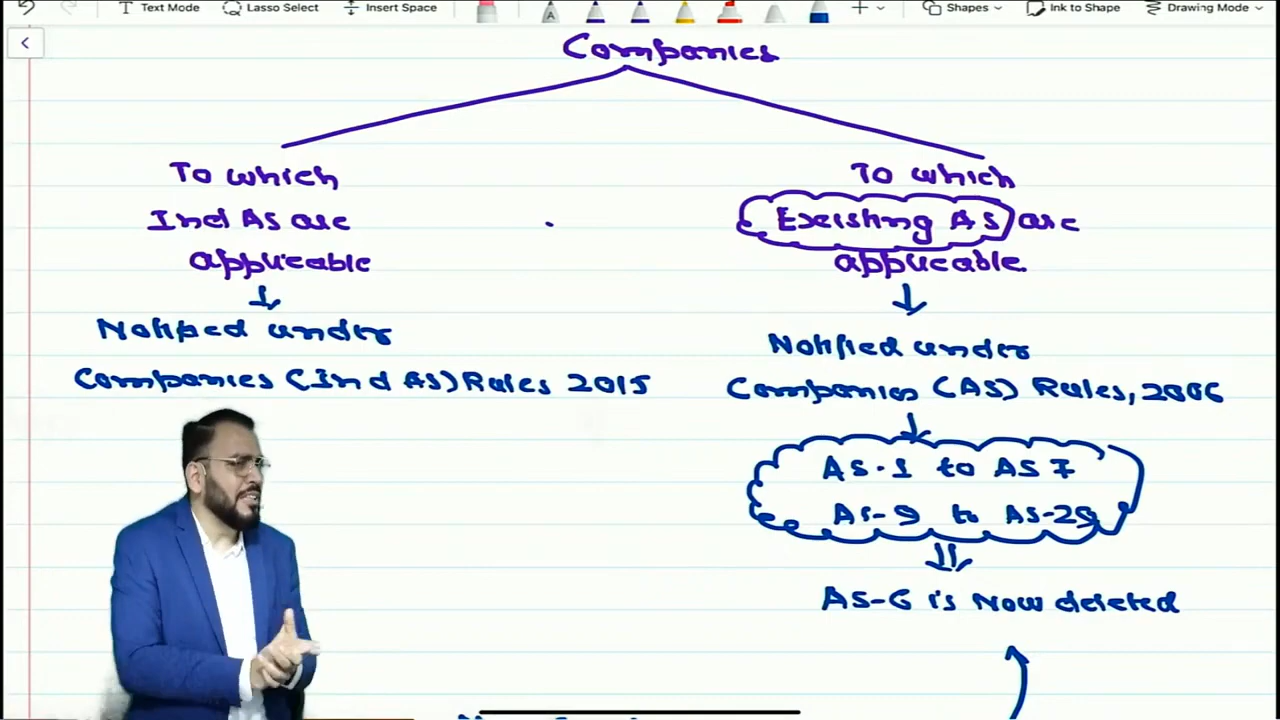 Text Mode Lasso Select Insert Space Shapes Ink to Shape Drawing Mode
Companies
To which
Ind AS are
applicable
Notified under
Companies (Ind AS) Rules 2015
To which
Exeisting AS are
applicable.
Notified under
Companies (AS) Rules, 2006
AS-1 to AS 7
AS-9 to AS-29
AS-6 is Now deleted